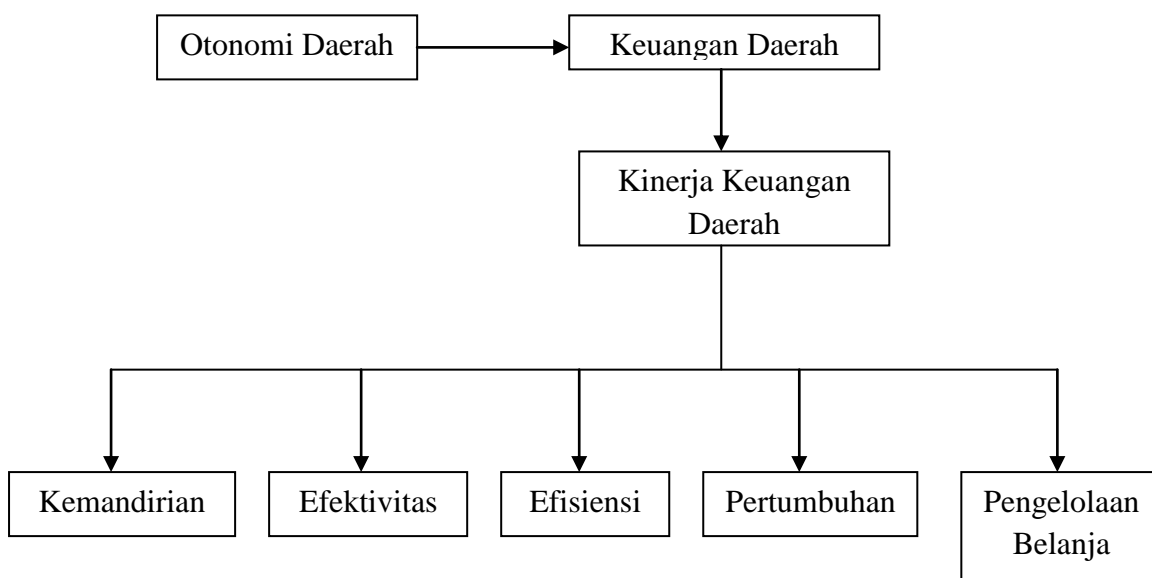 Otonomi Daerah
Keuangan Daerah
Kinerja Keuangan
Daerah
Kemandirian
Efektivitas
Efisiensi
Pertumbuhan
Pengelolaan
Belanja